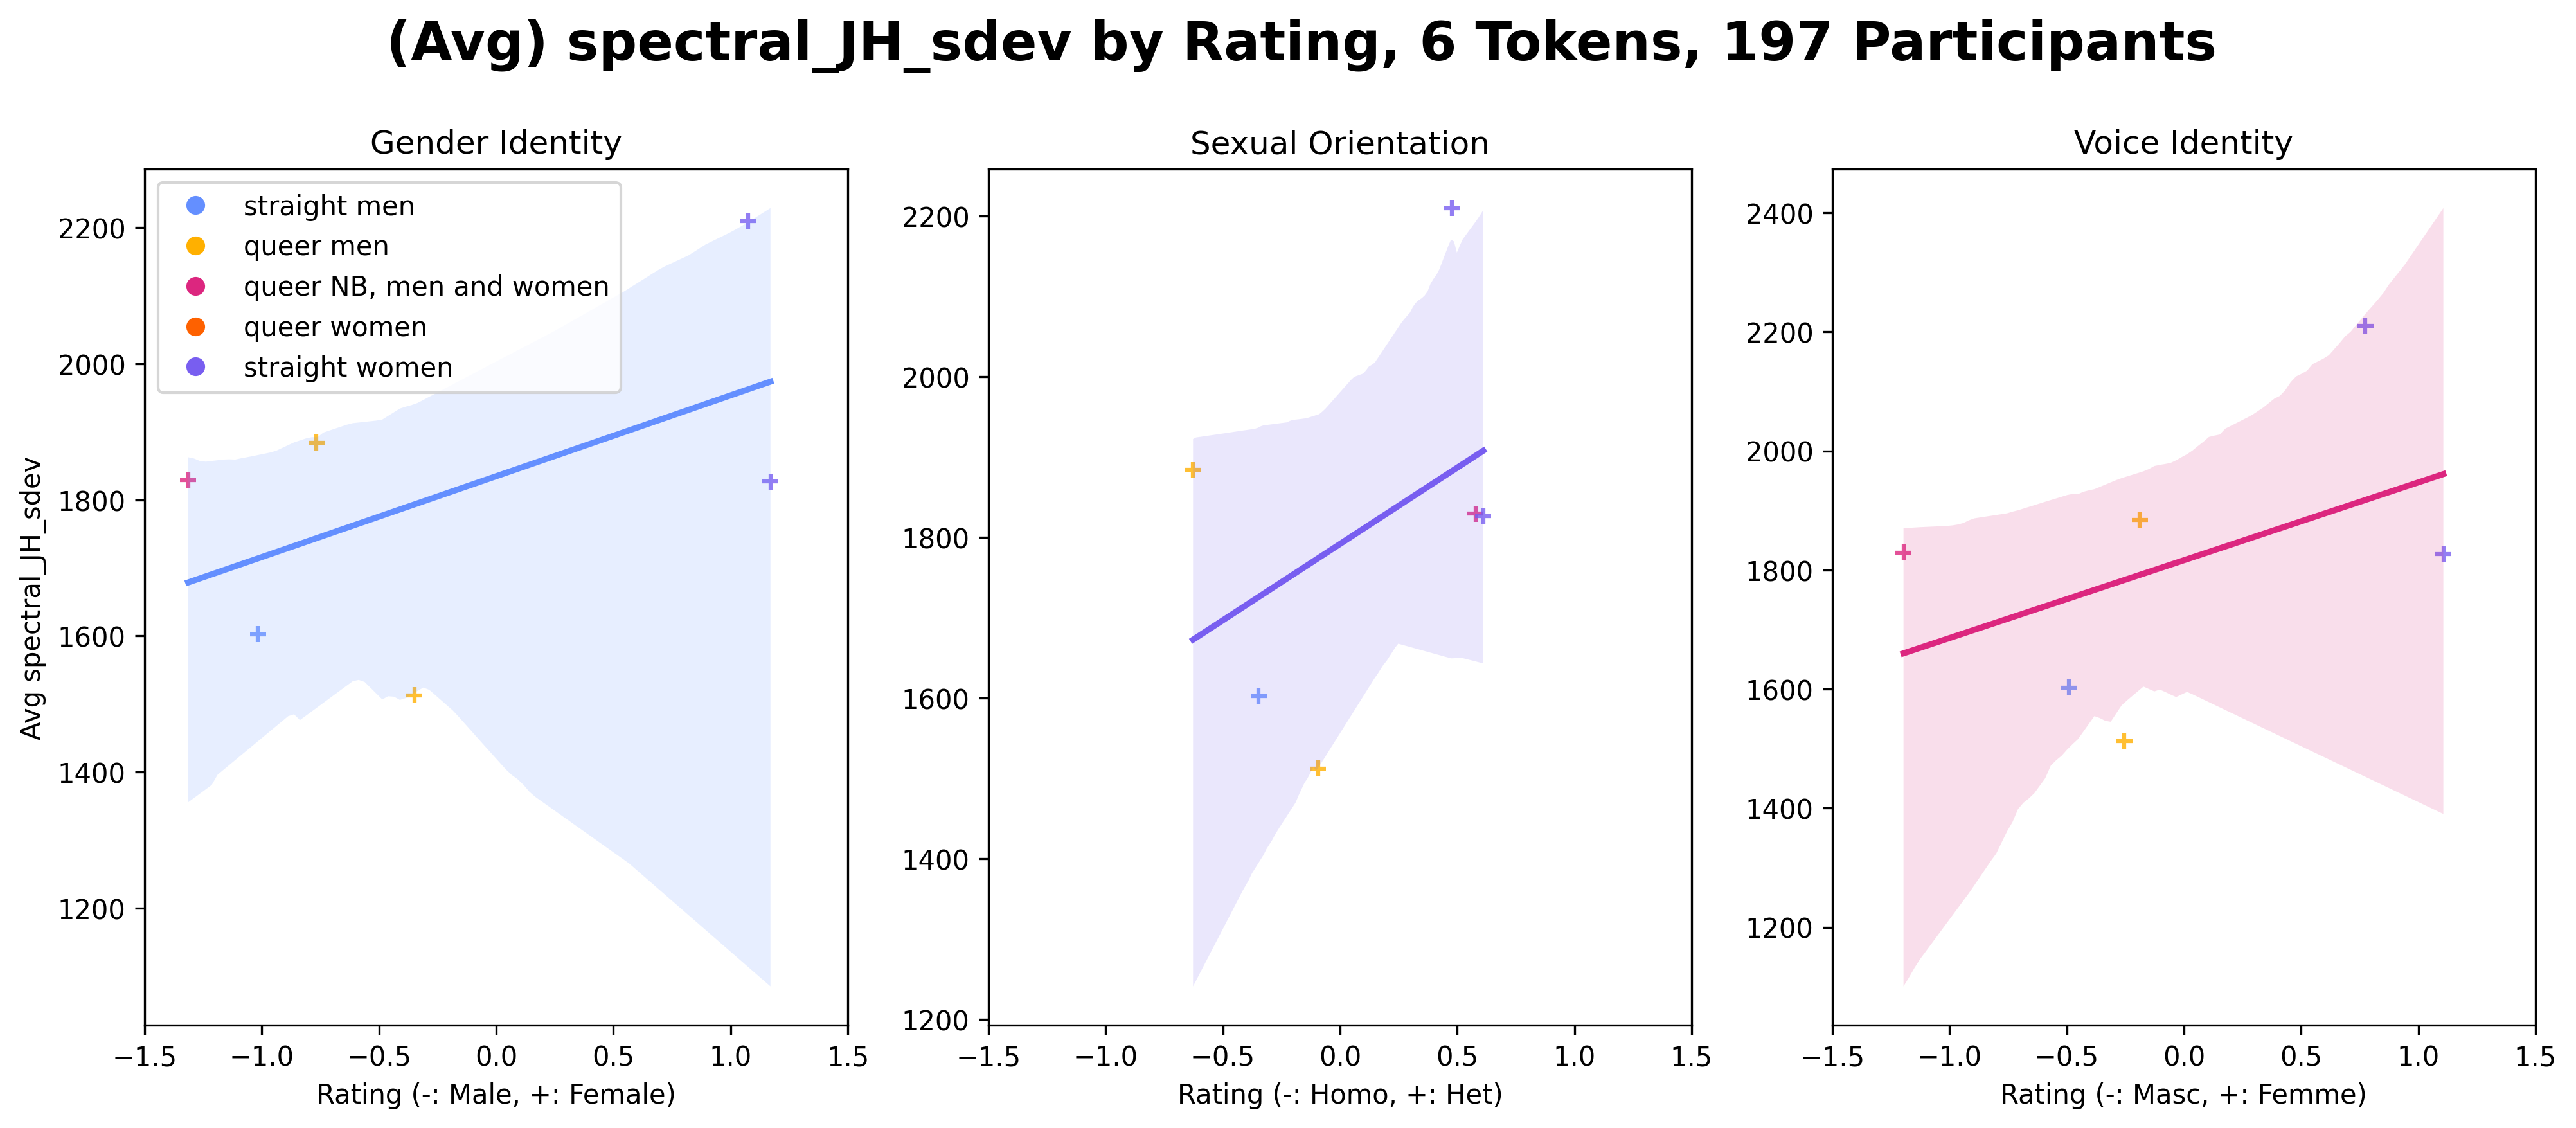 (Avg) spectral_JH_sdev by Rating, 6 Tokens, 197 Participants
Gender Identity
straight men
queer men
queer NB, men and women
queer women
straight women
2200
2000
1800
1600
1400
1200
Avg spectral_JH_sdev
−1.5 −1.0 −0.5 0.0 0.5 1.0 1.5
Rating (-: Male, +: Female)
Sexual Orientation
2200
2000
1800
1600
1400
1200
−1.5 −1.0 −0.5 0.0 0.5 1.0 1.5
Rating (-: Homo, +: Het)
Voice Identity
2400
2200
2000
1800
1600
1400
1200
−1.5 −1.0 −0.5 0.0 0.5 1.0 1.5
Rating (-: Masc, +: Femme)